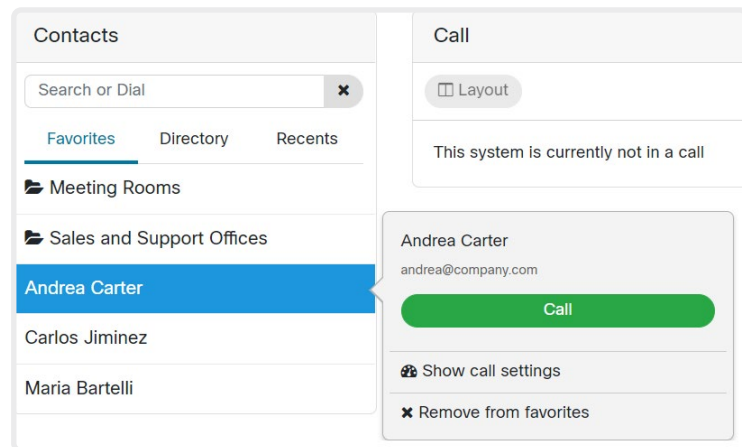 Contacts
Search or Dial
Favorites Directory Recents
Meeting Rooms
Sales and Support Offices
Andrea Carter
Carlos Jiminez
Maria Bartelli
Call
Layout
This system is currently not in a call
Andrea Carter
andrea@company.com
Call
Show call settings
Remove from favorites